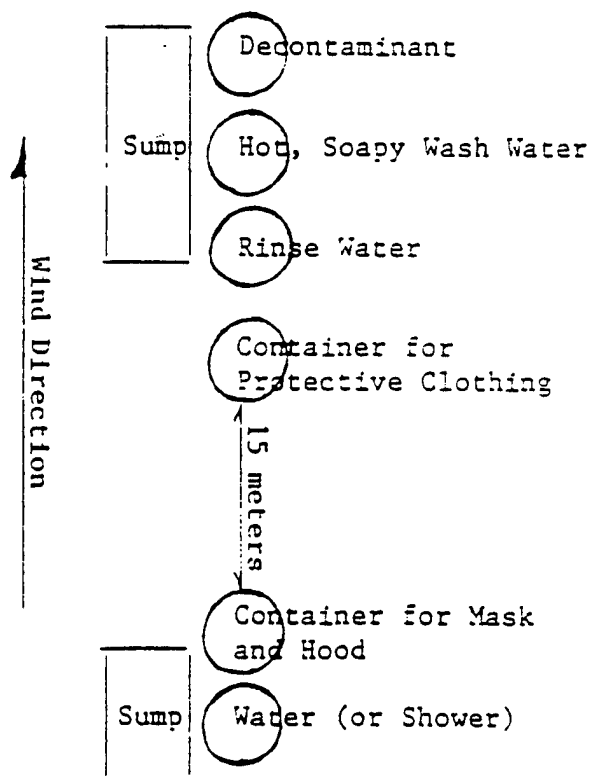 Decontaminant
Sump
Hot, Soapy Wash Water
Rinse Water
Wind Direction
Container for
Protective Clothing
15 meters
Container for Mask
and Hood
Sump
Water (or Shower)